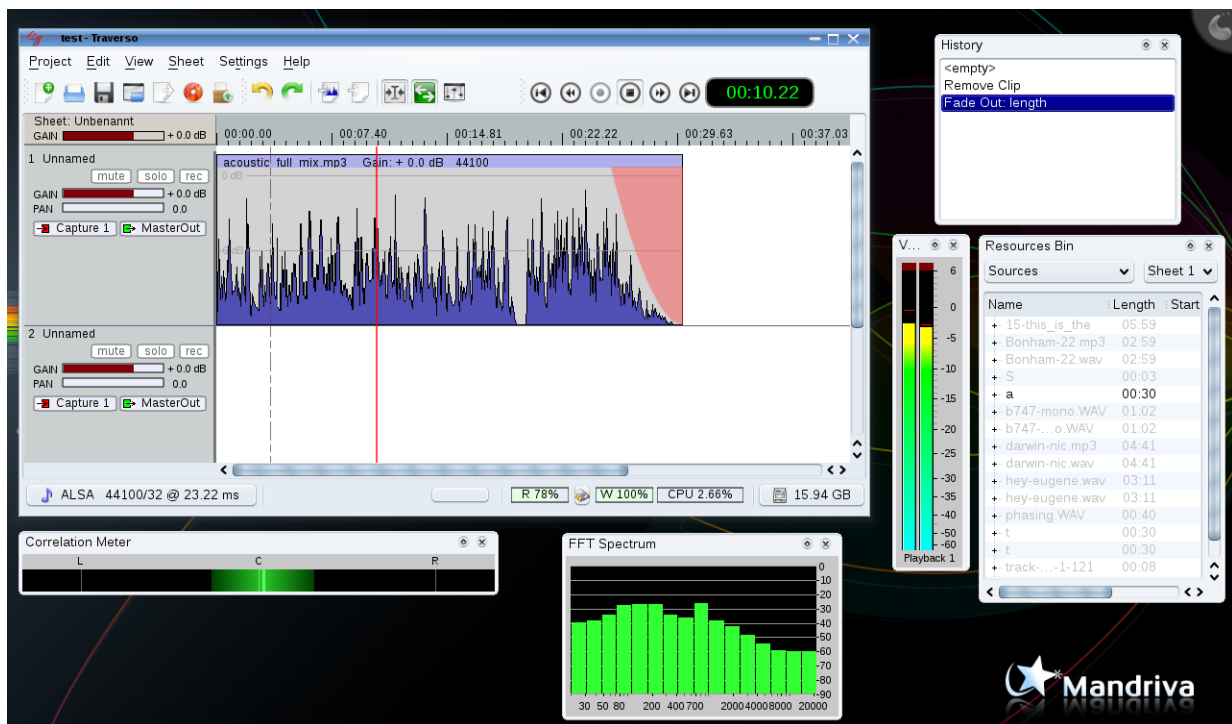 test - Traverso
Project Edit View Sheet Settings Help
00:10.22
Sheet: Unbenannt
GAIN + 0.0 dB
00:00.00 00:07.40 00:14.81 00:22.22 00:29.63 00:37.03
1 Unnamed
mute solo rec
GAIN + 0.0 dB
PAN 0.0
Capture 1 MasterOut
acoustic full mix.mp3 Gain: + 0.0 dB 44100
0 dB
2 Unnamed
mute solo rec
GAIN + 0.0 dB
PAN 0.0
Capture 1 MasterOut
ALSA 44100/32 @ 23.22 ms
R 78% W 100% CPU 2.66% 15.94 GB
Correlation Meter
L C R
FFT Spectrum
0
-10
-20
-30
-40
-50
-60
-70
-80
-90
30 50 80 200 400 700 2000 4000 8000 20000
History
<empty>
Remove Clip
Fade Out: length
V...
6
0
-5
-10
-15
-20
-25
-30
-35
-40
-50
-60
Playback 1
Resources Bin
Sources Sheet 1
Name Length Start
15-this_is_the 05:59
Bonham-22.mp3 02:59
Bonham-22.wav 02:59
S 00:03
a 00:30
b747-mono.WAV 01:02
b747-...o.WAV 01:02
darwin-nic.mp3 04:41
darwin-nic.wav 04:41
hey-eugene.wav 03:11
hey-eugene.wav 03:11
phasing.WAV 00:40
t 00:30
t 00:30
track-...-1-121 00:08
Mandriva